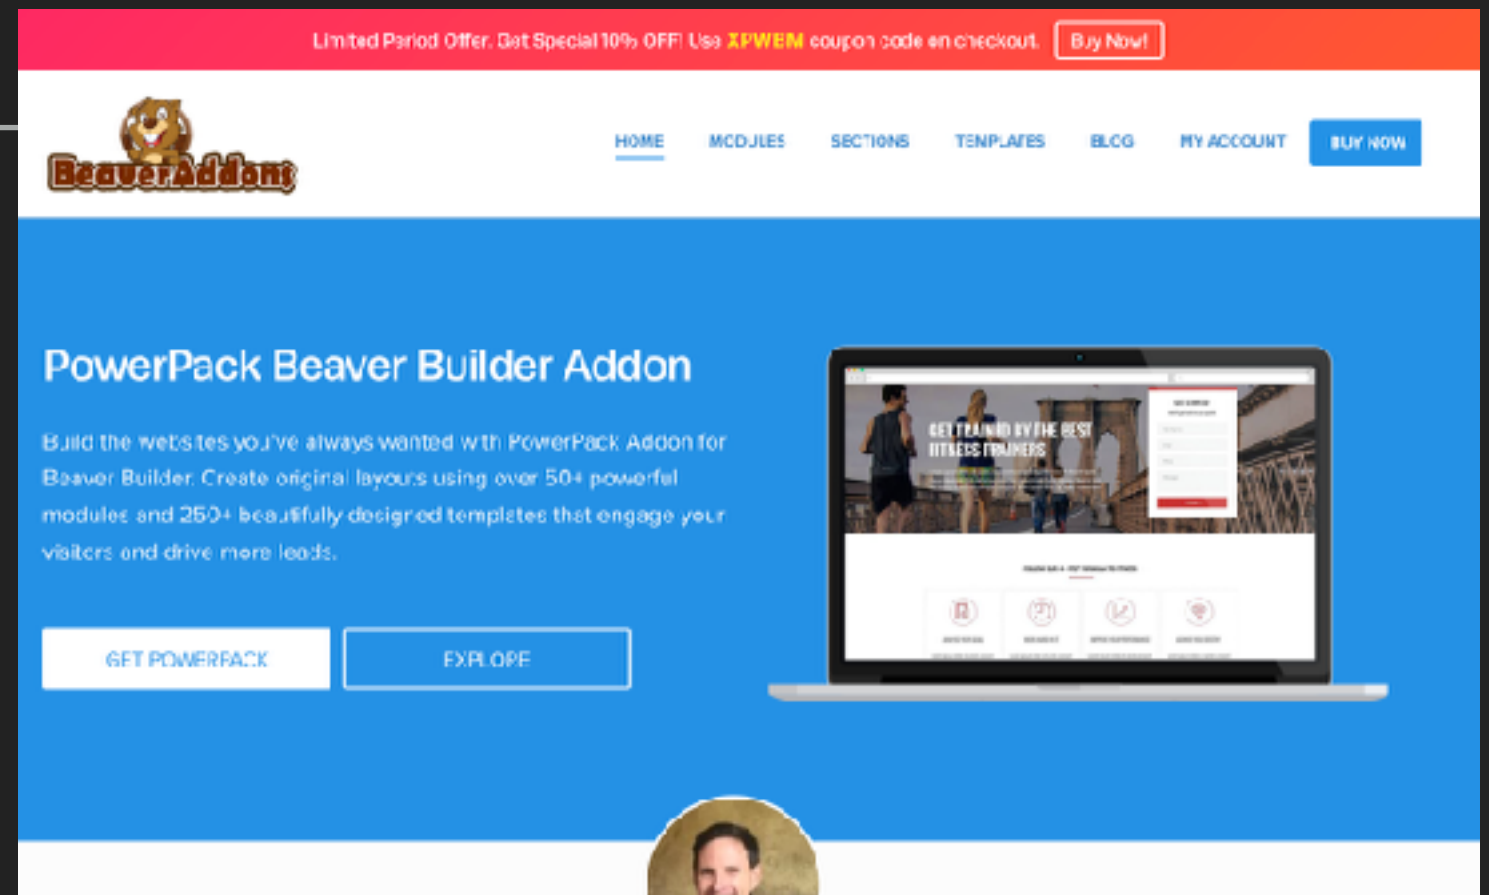 Limited Period Offer. Get Special 10% OFF! Use XPWBM coupon code on checkout. Buy Now!
BeaverAddons
HOME MODULES SECTIONS TEMPLATES BLOG MY ACCOUNT BUY NOW
PowerPack Beaver Builder Addon
Build the websites you've always wanted with PowerPack Addon for
Beaver Builder. Create original layouts using over 50+ powerful
modules and 250+ beautifully designed templates that engage your
visitors and drive more leads.
GET POWERPACK EXPLORE
GET TRAINED BY THE BEST
FITNESS TRAINERS